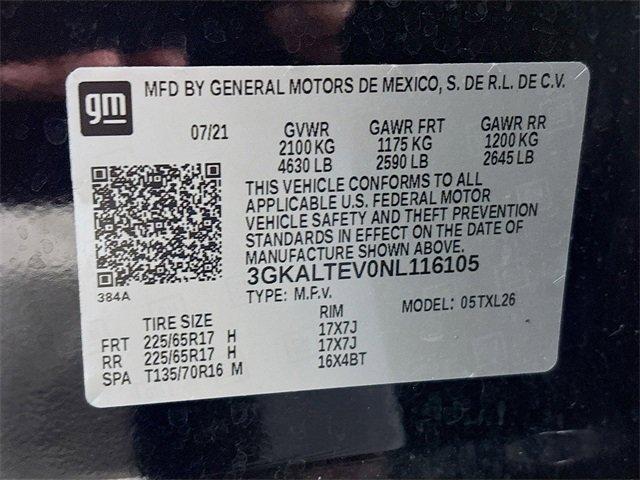 gm
MFD BY GENERAL MOTORS DE MEXICO, S. DE R.L. DE C.V.
07/21 GVWR GAWR FRT GAWR RR
2100 KG 1175 KG 1200 KG
4630 LB 2590 LB 2645 LB
THIS VEHICLE CONFORMS TO ALL
APPLICABLE U.S. FEDERAL MOTOR
VEHICLE SAFETY AND THEFT PREVENTION
STANDARDS IN EFFECT ON THE DATE OF
MANUFACTURE SHOWN ABOVE.
384A
3GKALTEV0NL116105
TYPE: M.P.V. MODEL: 05TXL26
TIRE SIZE RIM
FRT 225/65R17 H 17X7J
RR 225/65R17 H 17X7J
SPA T135/70R16 M 16X4BT